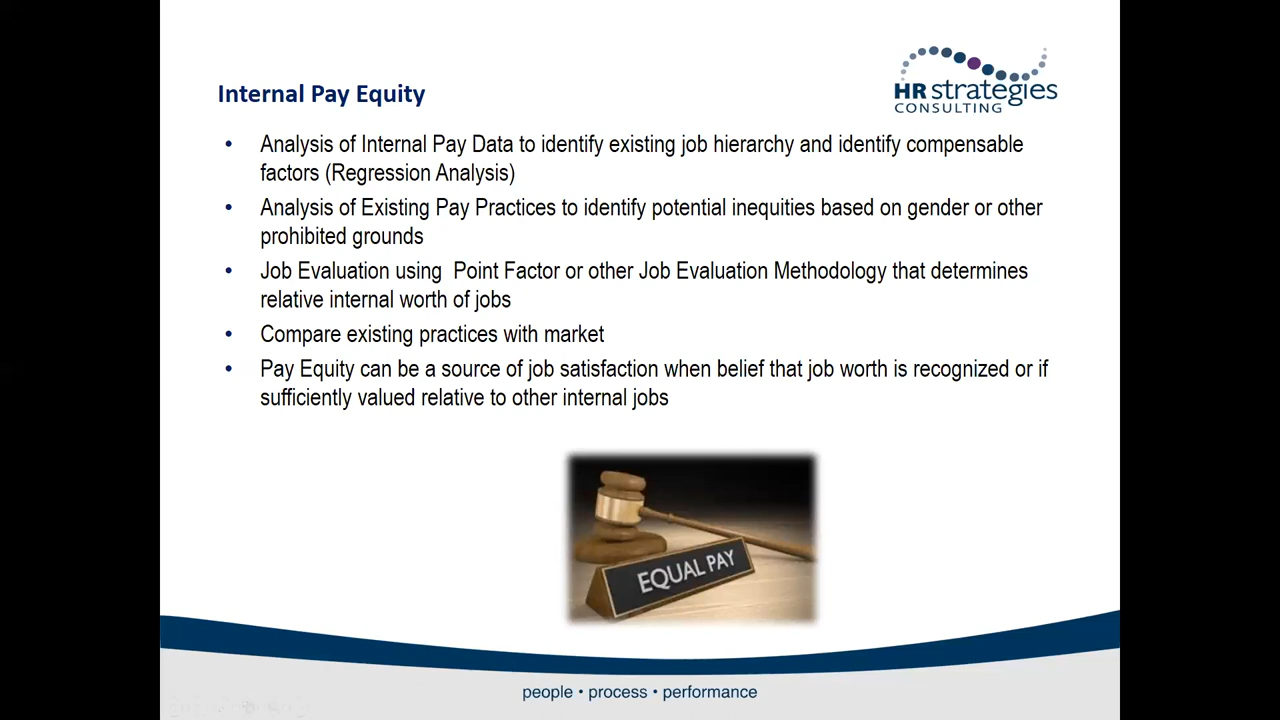 HR strategies
CONSULTING
Internal Pay Equity
• Analysis of Internal Pay Data to identify existing job hierarchy and identify compensable
factors (Regression Analysis)
• Analysis of Existing Pay Practices to identify potential inequities based on gender or other
prohibited grounds
• Job Evaluation using  Point Factor or other Job Evaluation Methodology that determines
relative internal worth of jobs
• Compare existing practices with market
• Pay Equity can be a source of job satisfaction when belief that job worth is recognized or if
sufficiently valued relative to other internal jobs
EQUAL PAY
people • process • performance